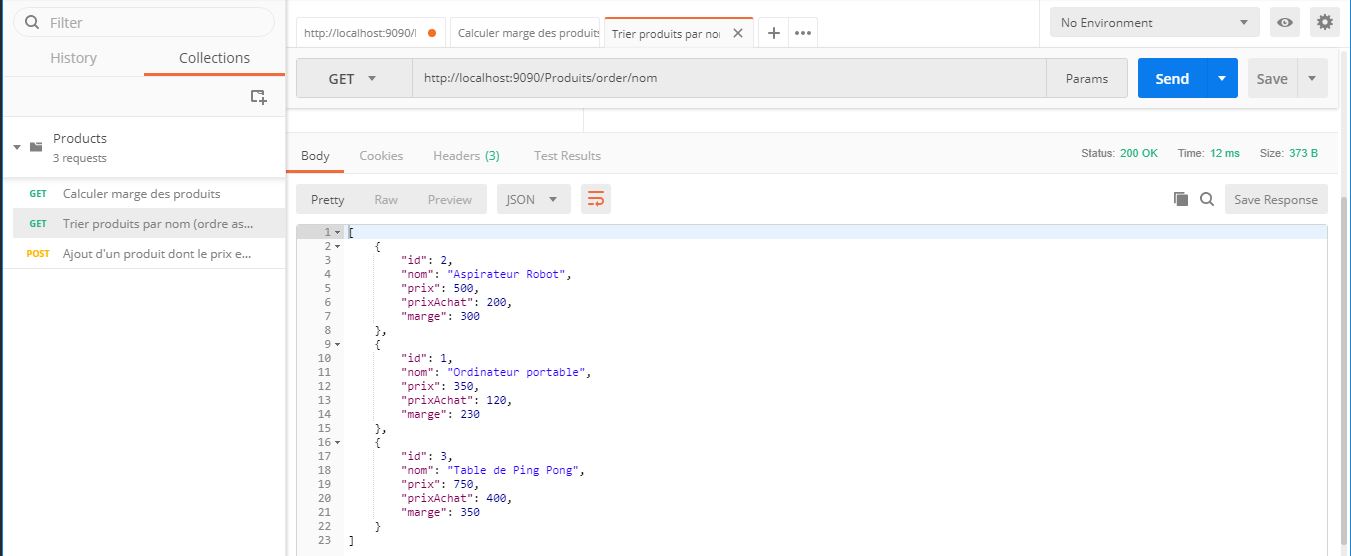 Filter
History Collections
Products
3 requests
GET Calculer marge des produits
GET Trier produits par nom (ordre as...
POST Ajout d'un produit dont le prix e...
http://localhost:9090/ Calculer marge des produits Trier produits par no
No Environment
GET http://localhost:9090/Produits/order/nom Params Send Save
Body Cookies Headers (3) Test Results Status: 200 OK Time: 12 ms Size: 373 B
Pretty Raw Preview JSON Save Response
1 [
2 {
3 "id": 2,
4 "nom": "Aspirateur Robot",
5 "prix": 500,
6 "prixAchat": 200,
7 "marge": 300
8 },
9 {
10 "id": 1,
11 "nom": "Ordinateur portable",
12 "prix": 350,
13 "prixAchat": 120,
14 "marge": 230
15 },
16 {
17 "id": 3,
18 "nom": "Table de Ping Pong",
19 "prix": 750,
20 "prixAchat": 400,
21 "marge": 350
22 }
23 ]